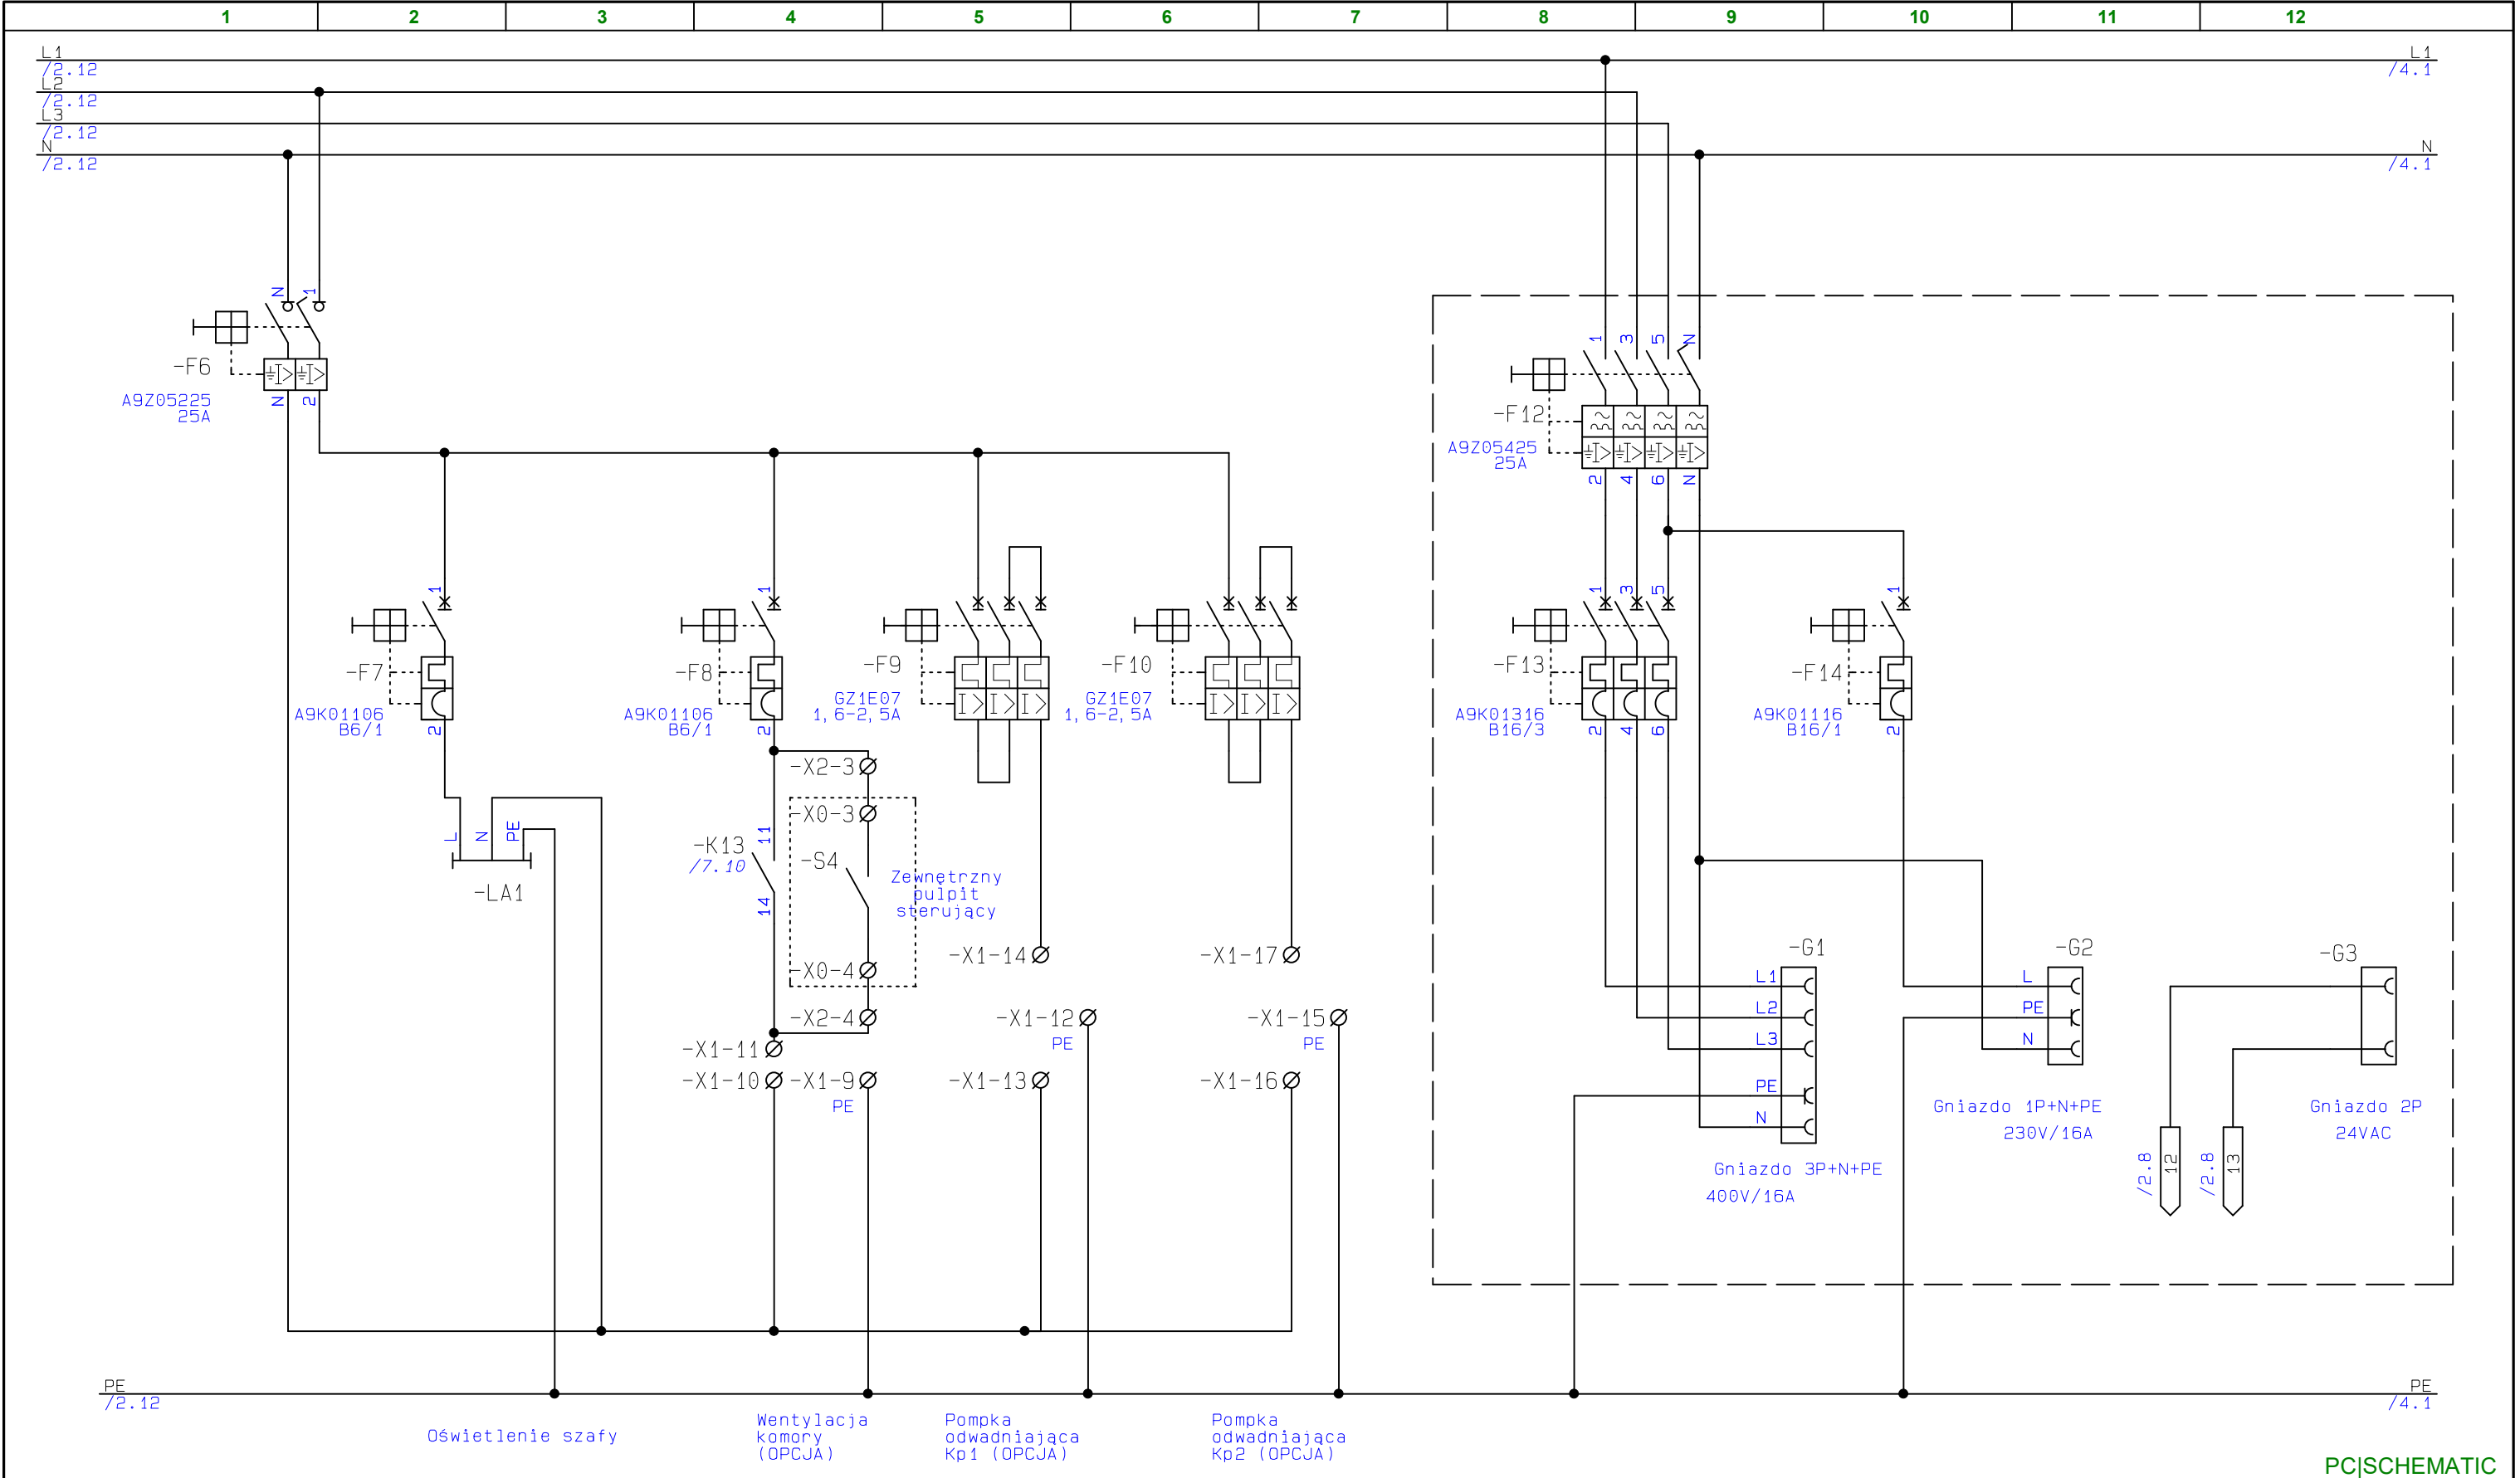 1 2 3 4 5 6 7 8 9 10 11 12
L1 L1
/2.12 /4.1
L2
/2.12
L3
/2.12
N N
/2.12 /4.1
N 1
-F6
A9Z05225
25A
N 2
1 3 5 N
-F12
A9Z05425
25A
2 4 6 N
1
-F7
A9K01106
B6/1
2
1
-F8
A9K01106
B6/1
2
-F9
GZ1E07
1,6-2,5A
I> I> I>
-F10
GZ1E07
1,6-2,5A
I> I> I>
1 3 5
-F13
A9K01316
B16/3
2 4 6
1
-F14
A9K01116
B16/1
2
L N PE
-LA1
-X2-3
-X0-3
11
-K13
/7.10
14
-S4
Zewnętrzny
pulpit
sterujący
-X0-4
-X2-4
-X1-11
-X1-10
-X1-9
PE
-X1-14
-X1-12
PE
-X1-13
-X1-17
-X1-15
PE
-X1-16
-G1
L1
L2
L3
PE
N
Gniazdo 3P+N+PE
400V/16A
-G2
L
PE
N
Gniazdo 1P+N+PE
230V/16A
-G3
Gniazdo 2P
24VAC
/2.8 12
/2.8 13
PE PE
/2.12 /4.1
Oświetlenie szafy
Wentylacja
komory
(OPCJA)
Pompka
odwadniająca
Kp1 (OPCJA)
Pompka
odwadniająca
Kp2 (OPCJA)
PC|SCHEMATIC